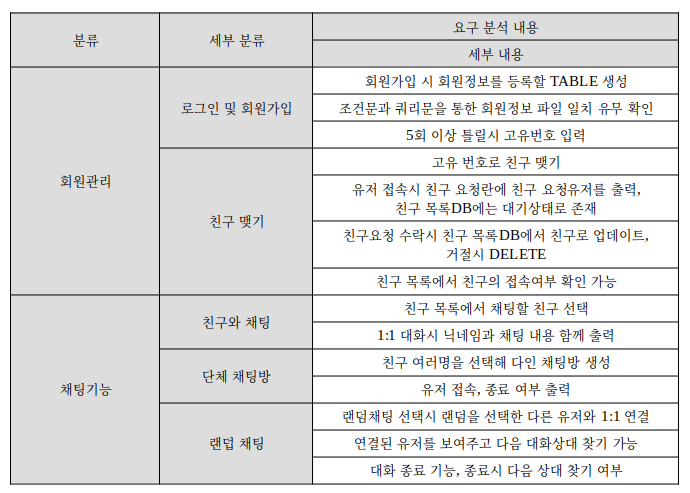 분류
세부 분류
요구 분석 내용
세부 내용
회원관리
로그인 및 회원가입
회원가입 시 회원정보를 등록할 TABLE 생성
조건문과 쿼리문을 통한 회원정보 파일 일치 유무 확인
5회 이상 틀릴시 고유번호 입력
친구 맺기
고유 번호로 친구 맺기
유저 접속시 친구 요청란에 친구 요청유저를 출력,
친구 목록DB에는 대기상태로 존재
친구요청 수락시 친구 목록DB에서 친구로 업데이트,
거절시 DELETE
친구 목록에서 친구의 접속여부 확인 가능
채팅기능
친구와 채팅
친구 목록에서 채팅할 친구 선택
1:1 대화시 닉네임과 채팅 내용 함께 출력
단체 채팅방
친구 여러명을 선택해 다인 채팅방 생성
유저 접속, 종료 여부 출력
랜덤 채팅
랜덤채팅 선택시 랜덤을 선택한 다른 유저와 1:1 연결
연결된 유저를 보여주고 다음 대화상대 찾기 가능
대화 종료 기능, 종료시 다음 상대 찾기 여부